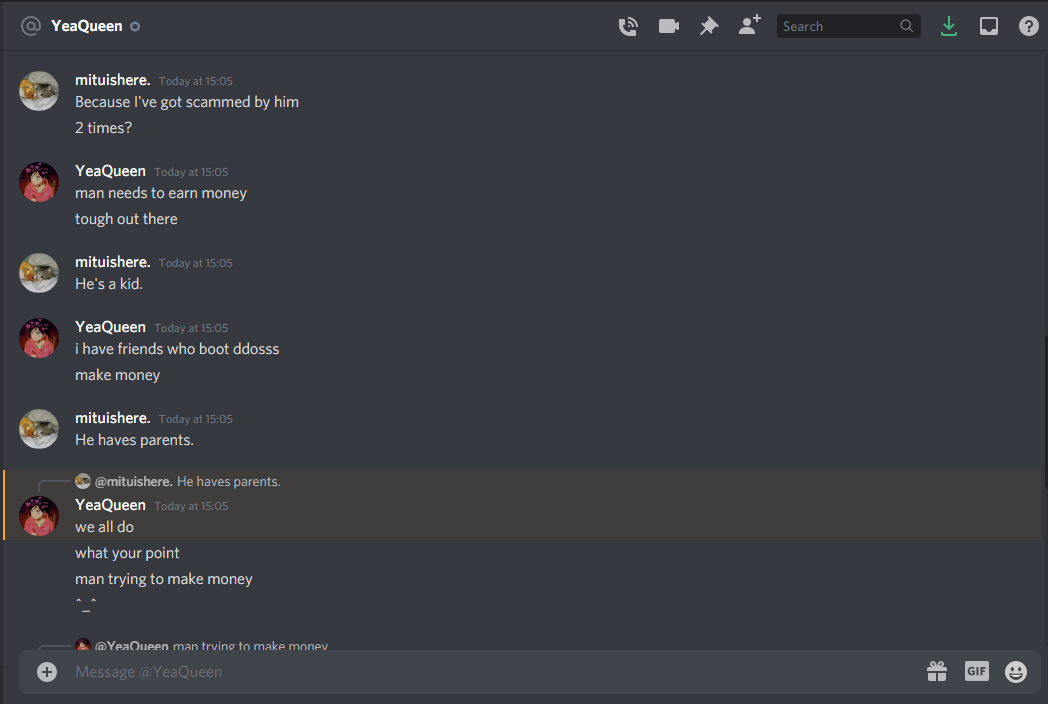 YeaQueen
Search
mituishere. Today at 15:05
Because I've got scammed by him
2 times?
YeaQueen Today at 15:05
man needs to earn money
tough out there
mituishere. Today at 15:05
He's a kid.
YeaQueen Today at 15:05
i have friends who boot ddosss
make money
mituishere. Today at 15:05
He haves parents.
@mituishere. He haves parents.
YeaQueen Today at 15:05
we all do
what your point
man trying to make money
^_^
@YeaQueen man trying to make money
Message @YeaQueen
GIF